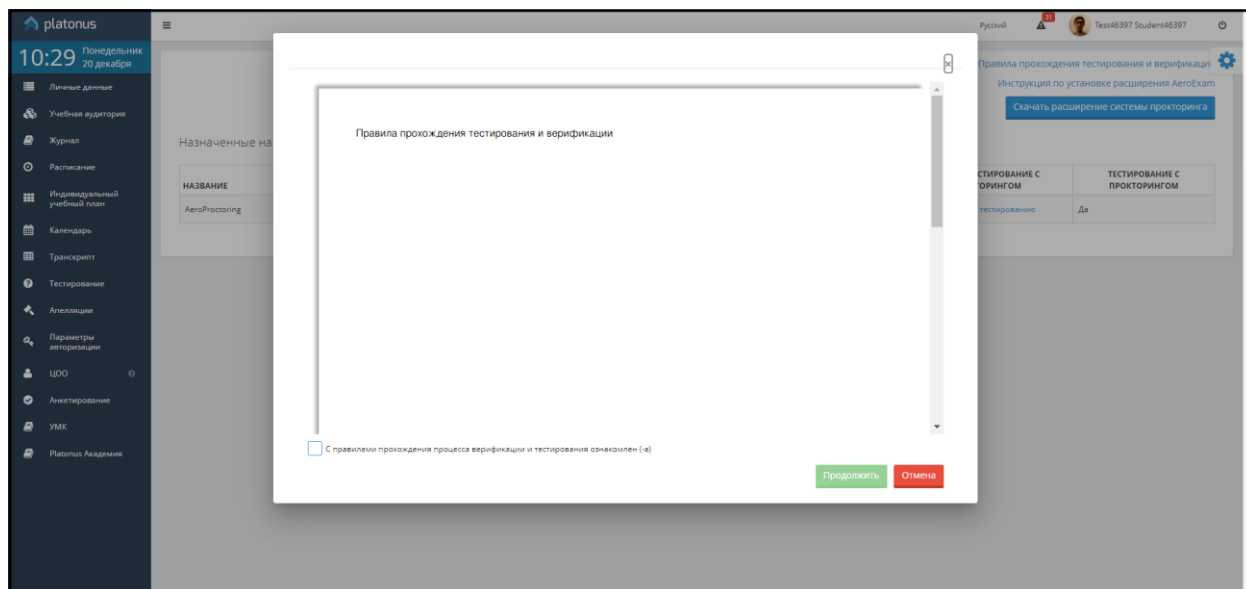 platonus
Русский
31
Test46397 Student46397
10:29 Понедельник
20 декабря
Личные данные
Учебная аудитория
Журнал
Расписание
Индивидуальный
учебный план
Календарь
Транскрипт
Тестирование
Апелляции
Параметры
авторизации
ЦОО
Анкетирование
УМК
Platonus Академия
Правила прохождения тестирования и верификаци
Инструкция по установке расширения AeroExam
Скачать расширение системы прокторинга
Назначенные на
НАЗВАНИЕ
СТИРОВАНИЕ С
ОРИНГОМ
ТЕСТИРОВАНИЕ С
ПРОКТОРИНГОМ
AeroProctoring
тестированию
Да
Правила прохождения тестирования и верификации
С правилами прохождения процесса верификации и тестирования ознакомлен (-а)
Продолжить
Отмена